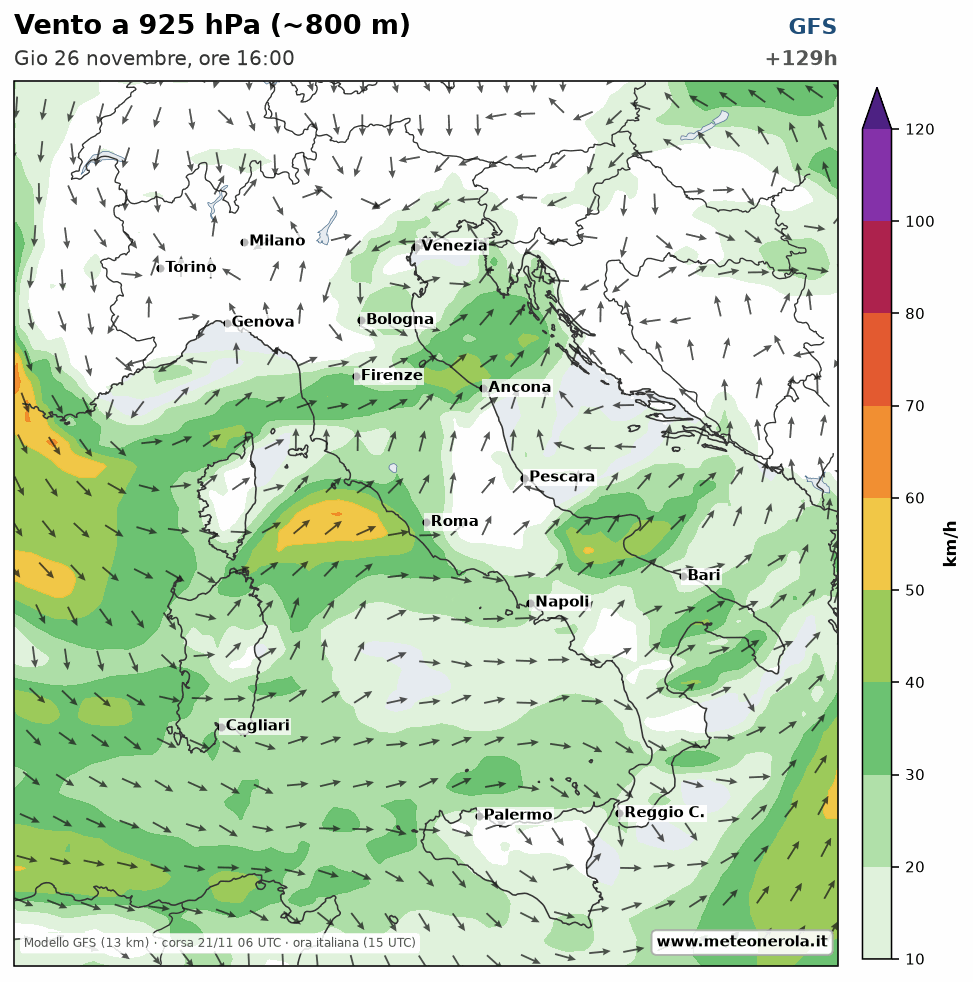 Vento a 925 hPa (~800 m)
GFS
Gio 26 novembre, ore 16:00
+129h
Milano
Venezia
Torino
Genova
Bologna
Firenze
Ancona
Pescara
Roma
Bari
Napoli
Cagliari
Palermo
Reggio C.
120
100
80
70
60
50
40
30
20
10
km/h
Modello GFS (13 km) · corsa 21/11 06 UTC · ora italiana (15 UTC)
www.meteonerola.it